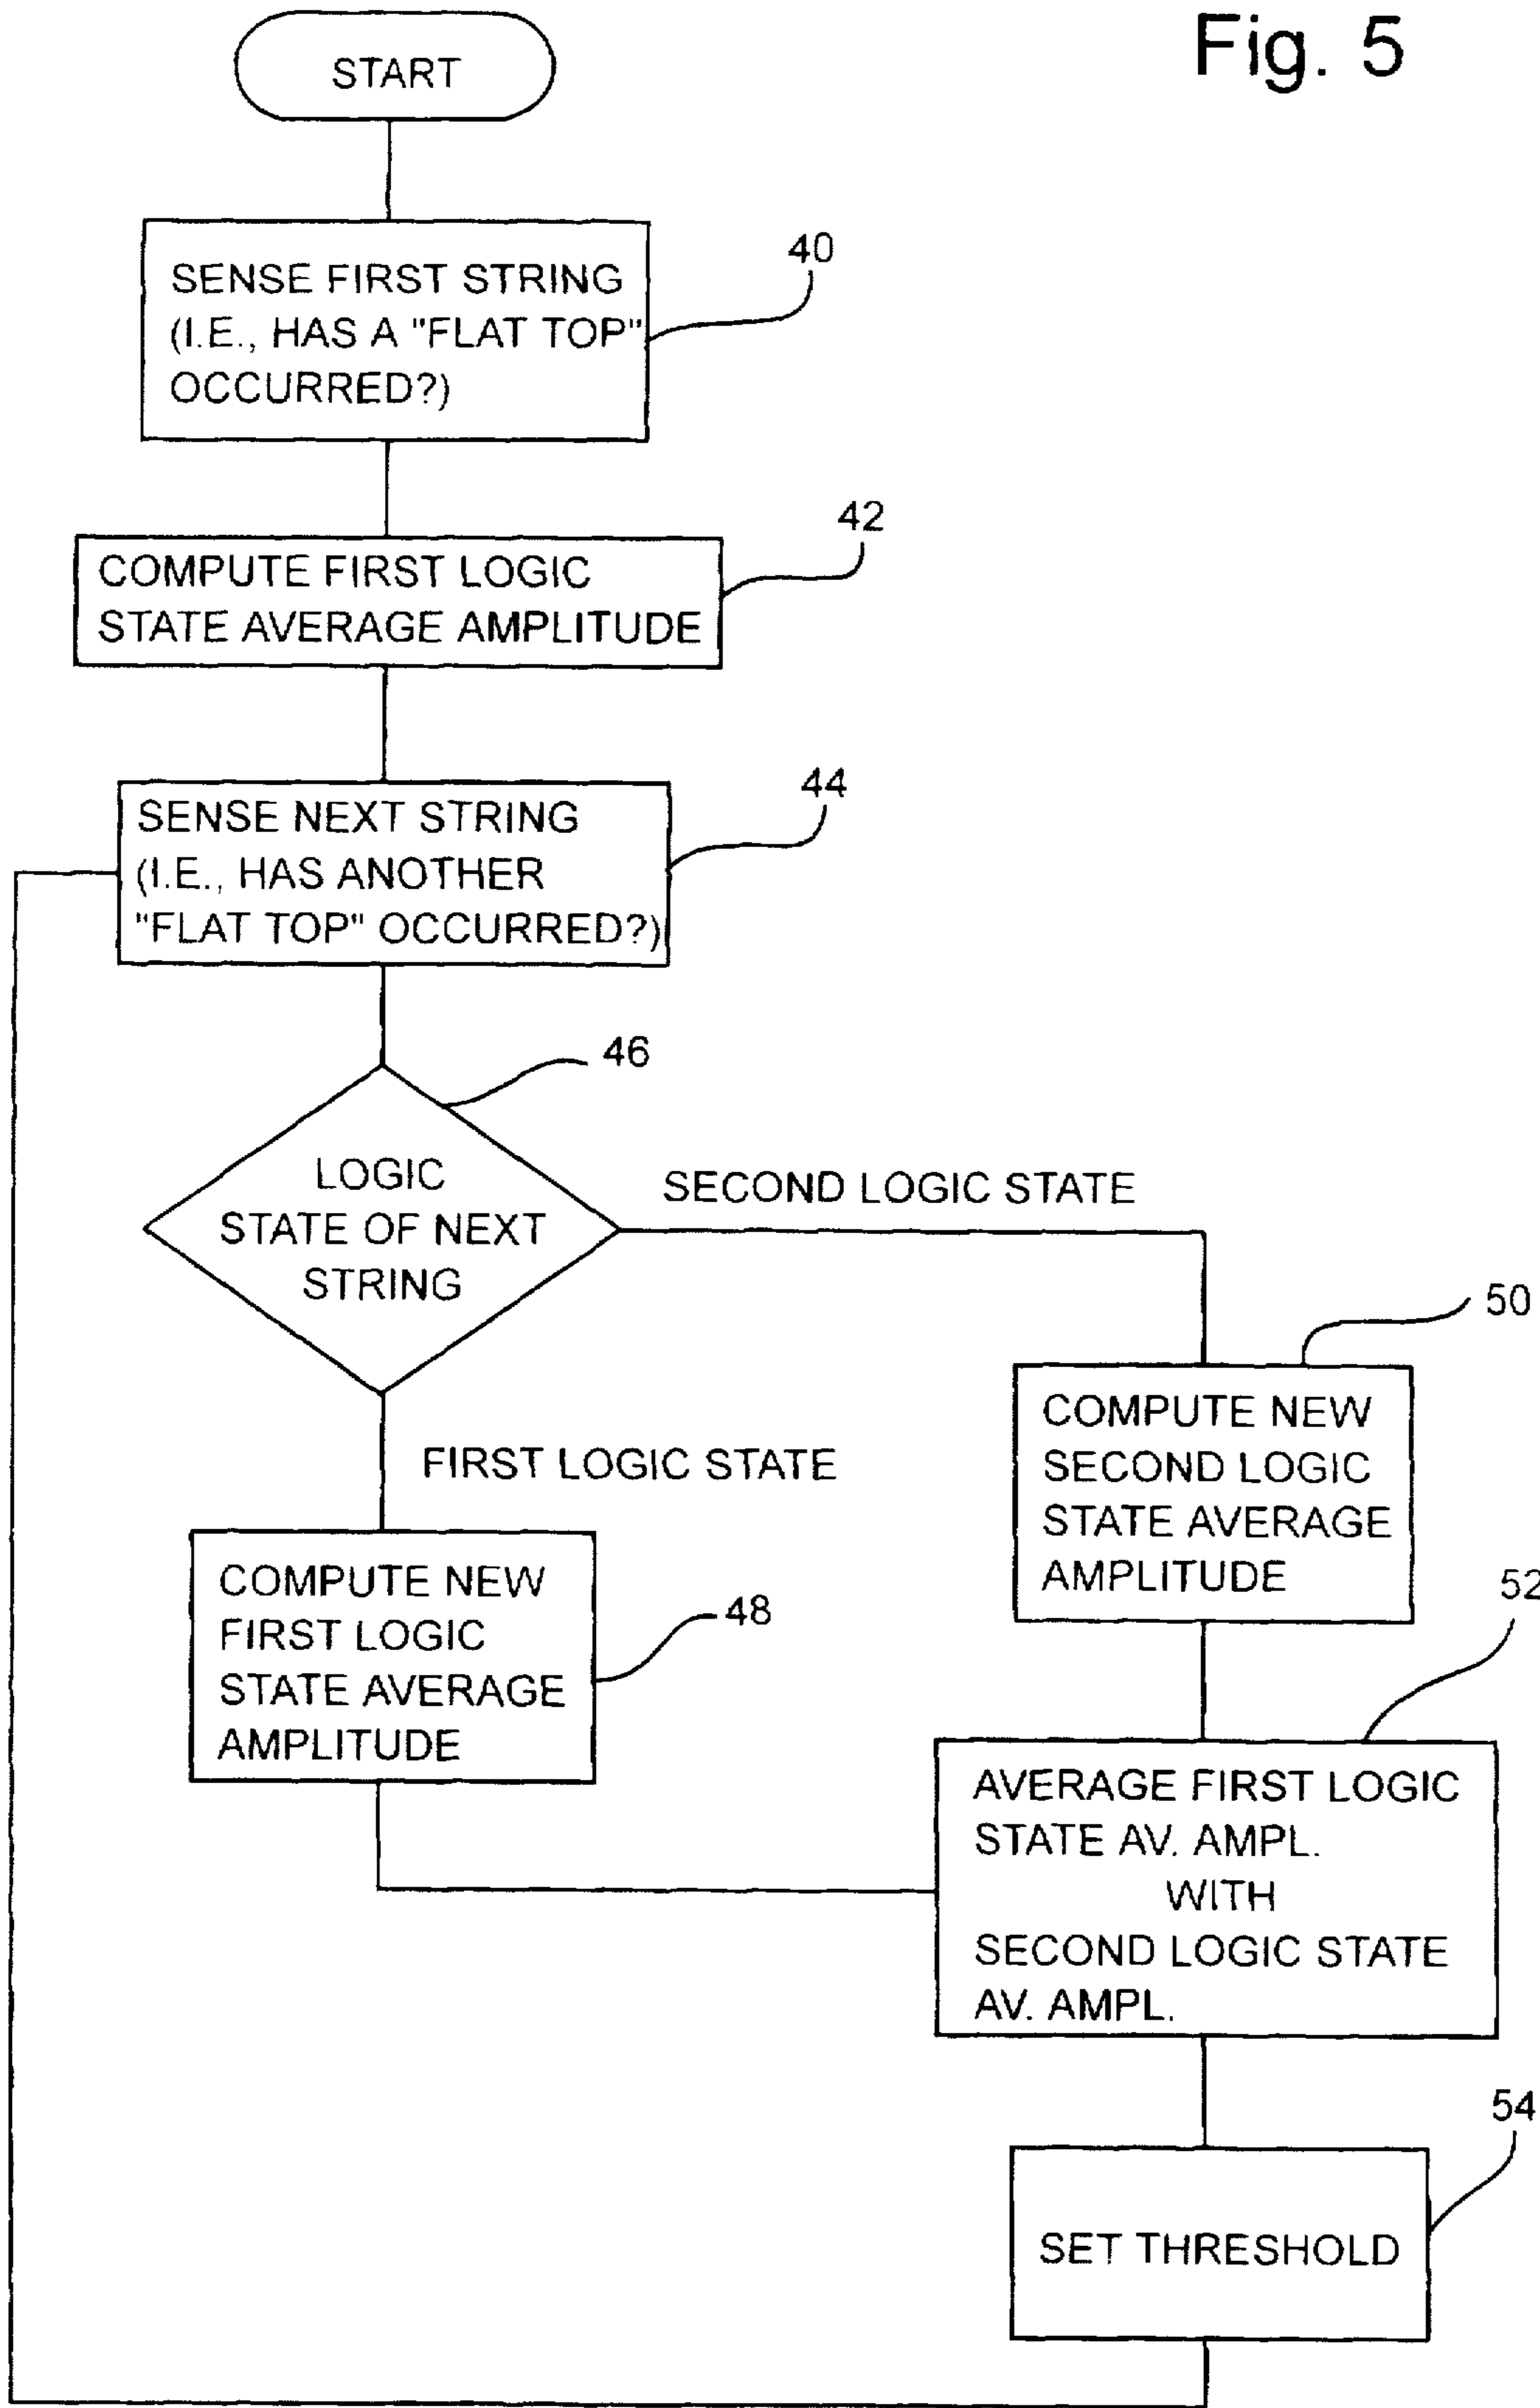 Fig. 5
START
40
SENSE FIRST STRING
(I.E., HAS A "FLAT TOP"
OCCURRED?)
42
COMPUTE FIRST LOGIC
STATE AVERAGE AMPLITUDE
44
SENSE NEXT STRING
(I.E., HAS ANOTHER
"FLAT TOP" OCCURRED?)
46
LOGIC
STATE OF NEXT
STRING
SECOND LOGIC STATE
FIRST LOGIC STATE
50
COMPUTE NEW
SECOND LOGIC
STATE AVERAGE
AMPLITUDE
48
COMPUTE NEW
FIRST LOGIC
STATE AVERAGE
AMPLITUDE
52
AVERAGE FIRST LOGIC
STATE AV. AMPL.
WITH
SECOND LOGIC STATE
AV. AMPL.
54
SET THRESHOLD